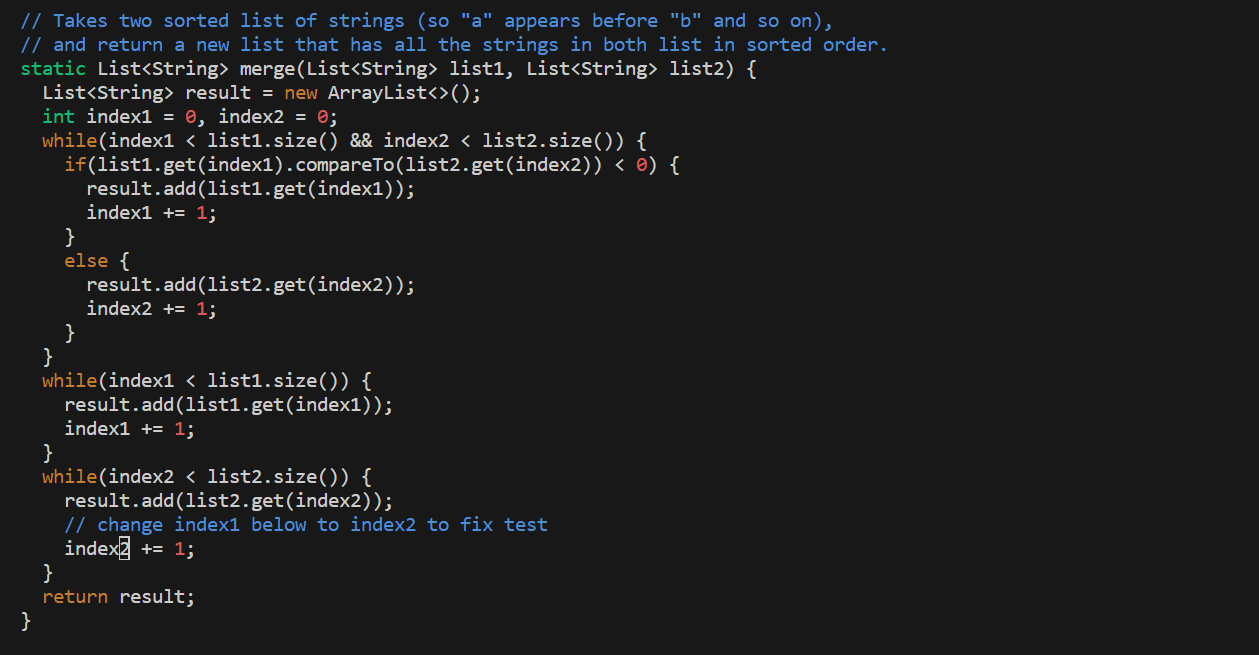 // Takes two sorted list of strings (so "a" appears before "b" and so on),
// and return a new list that has all the strings in both list in sorted order.
static List<String> merge(List<String> list1, List<String> list2) {
  List<String> result = new ArrayList<>();
  int index1 = 0, index2 = 0;
  while(index1 < list1.size() && index2 < list2.size()) {
    if(list1.get(index1).compareTo(list2.get(index2)) < 0) {
      result.add(list1.get(index1));
      index1 += 1;
    }
    else {
      result.add(list2.get(index2));
      index2 += 1;
    }
  }
  while(index1 < list1.size()) {
    result.add(list1.get(index1));
    index1 += 1;
  }
  while(index2 < list2.size()) {
    result.add(list2.get(index2));
    // change index1 below to index2 to fix test
    index2 += 1;
  }
  return result;
}